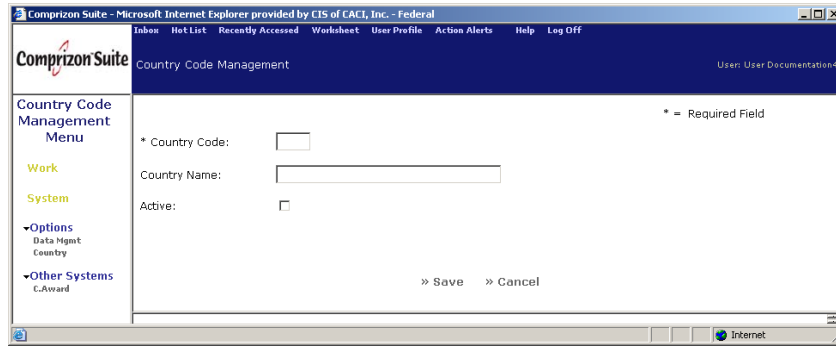 Comprizon Suite - Microsoft Internet Explorer provided by CIS of CACI, Inc. - Federal
Inbox Hot List Recently Accessed Worksheet User Profile Action Alerts Help Log Off
Comprizon Suite
Country Code Management
User: User Documentation4
Country Code
Management
Menu
Work
System
Options
Data Mgmt
Country
Other Systems
C.Award
* = Required Field
* Country Code:
Country Name:
Active:
» Save » Cancel
Internet